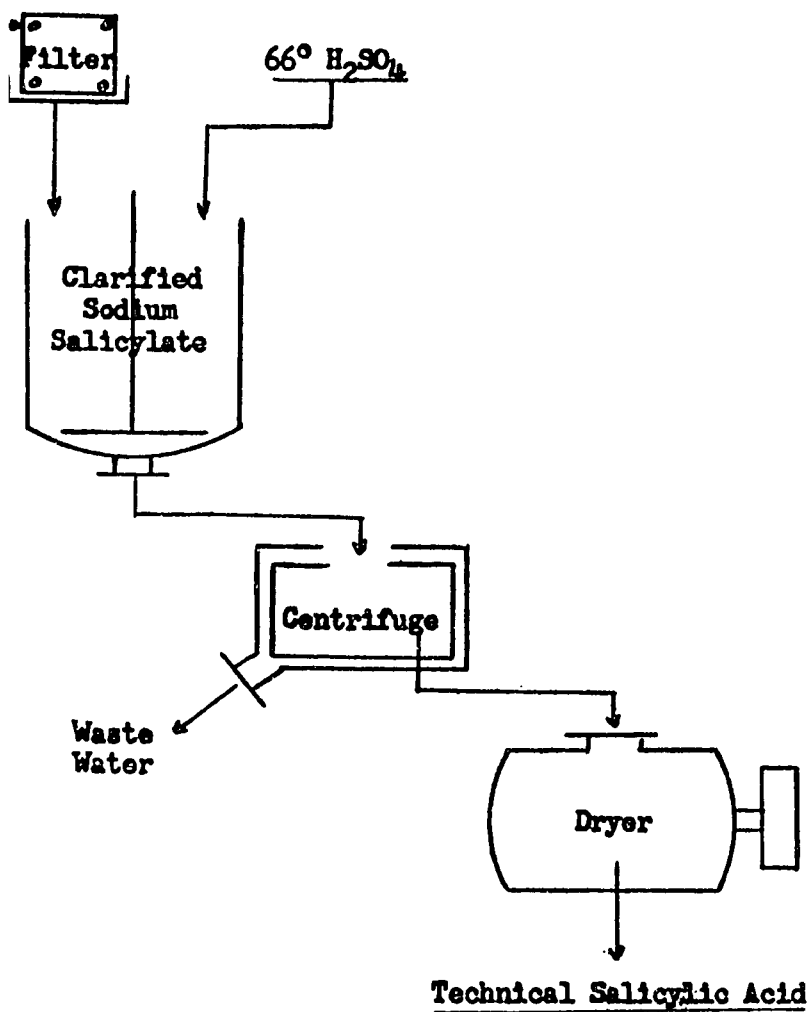 Filter
66° H₂SO₄
Clarified
Sodium
Salicylate
Centrifuge
Waste
Water
Dryer
Technical Salicylic Acid